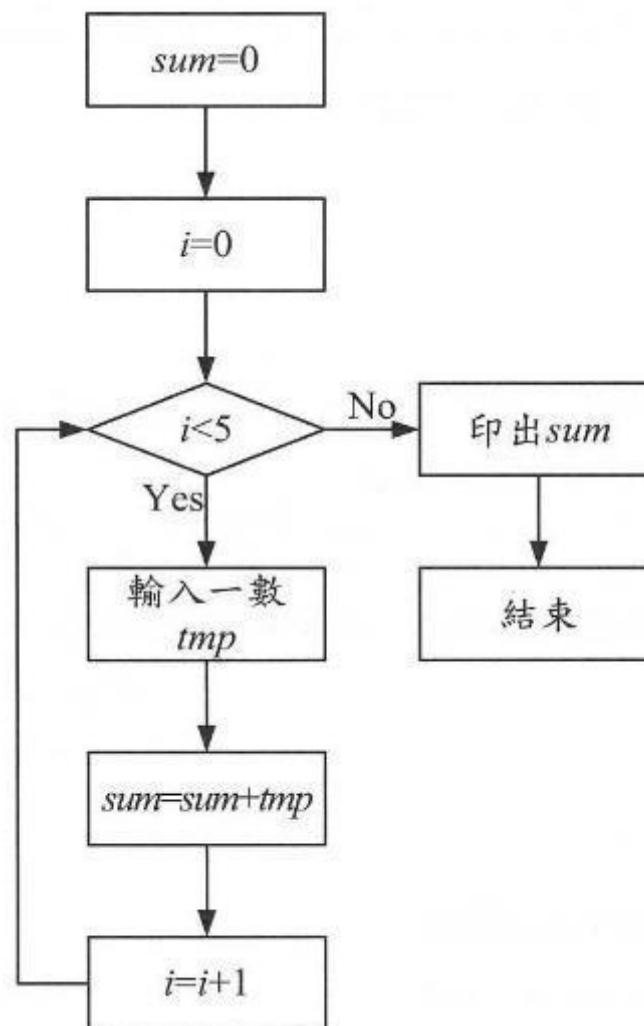 sum=0
i=0
i<5
No
印出sum
Yes
輸入一數
tmp
結束
sum=sum+tmp
i=i+1